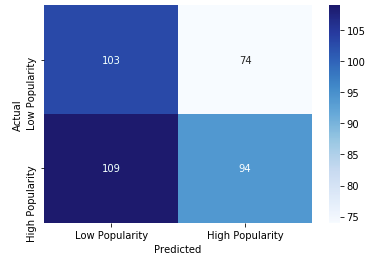 103
74
109
94
Low Popularity
High Popularity
Actual
Low Popularity
High Popularity
Predicted
105
100
95
90
85
80
75